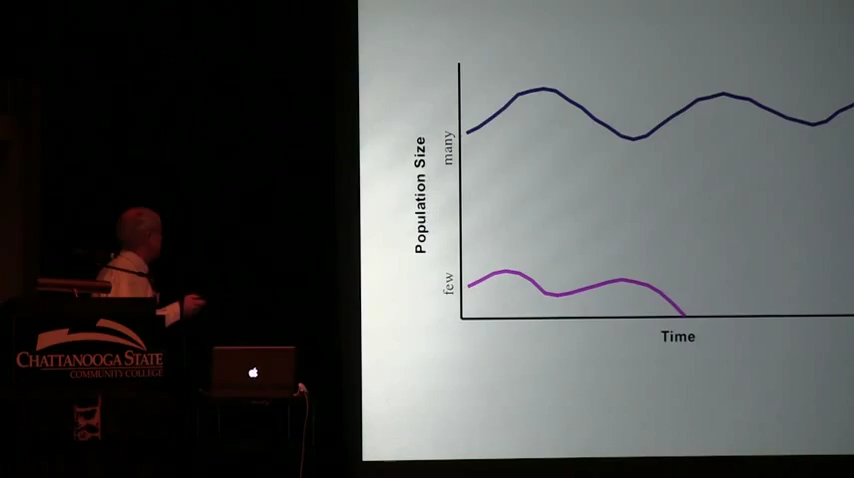 Population Size
many
few
Time
CHATTANOOGA STATE
COMMUNITY COLLEGE